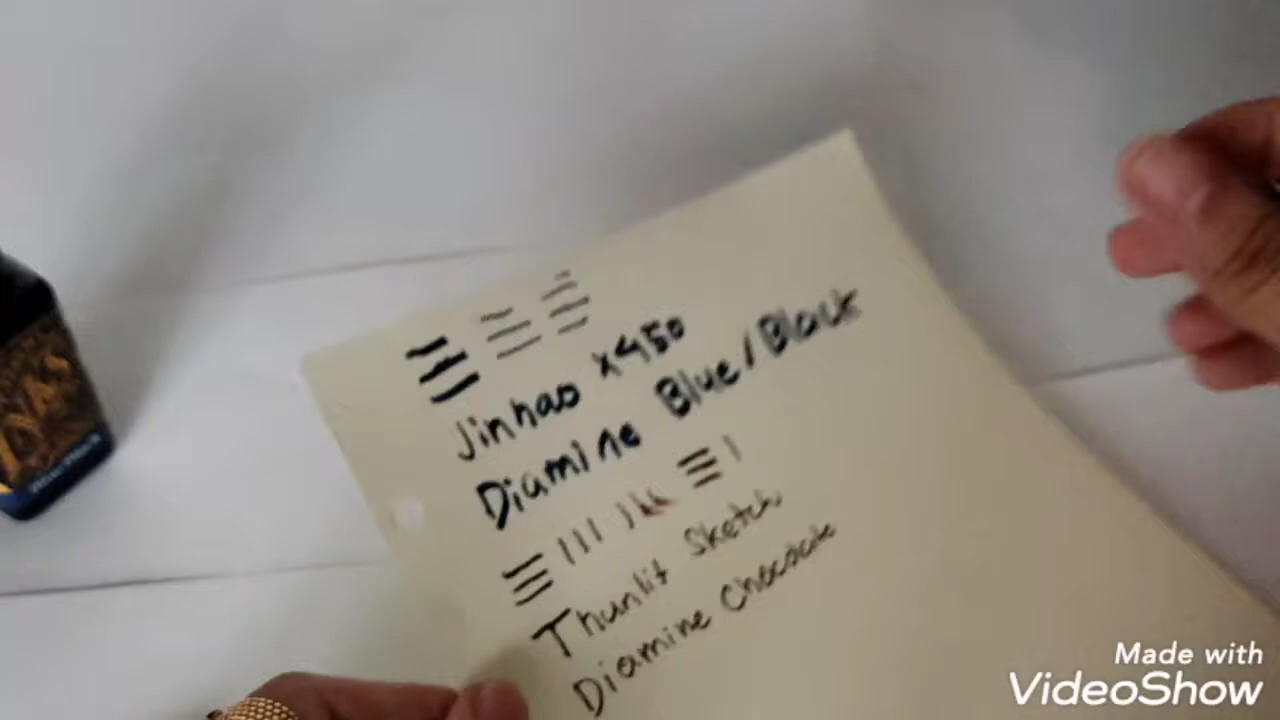 Jinhao x450
Diamine Blue/Black
Thunlit Sketch
Diamine Chocolate
Made with
VideoShow